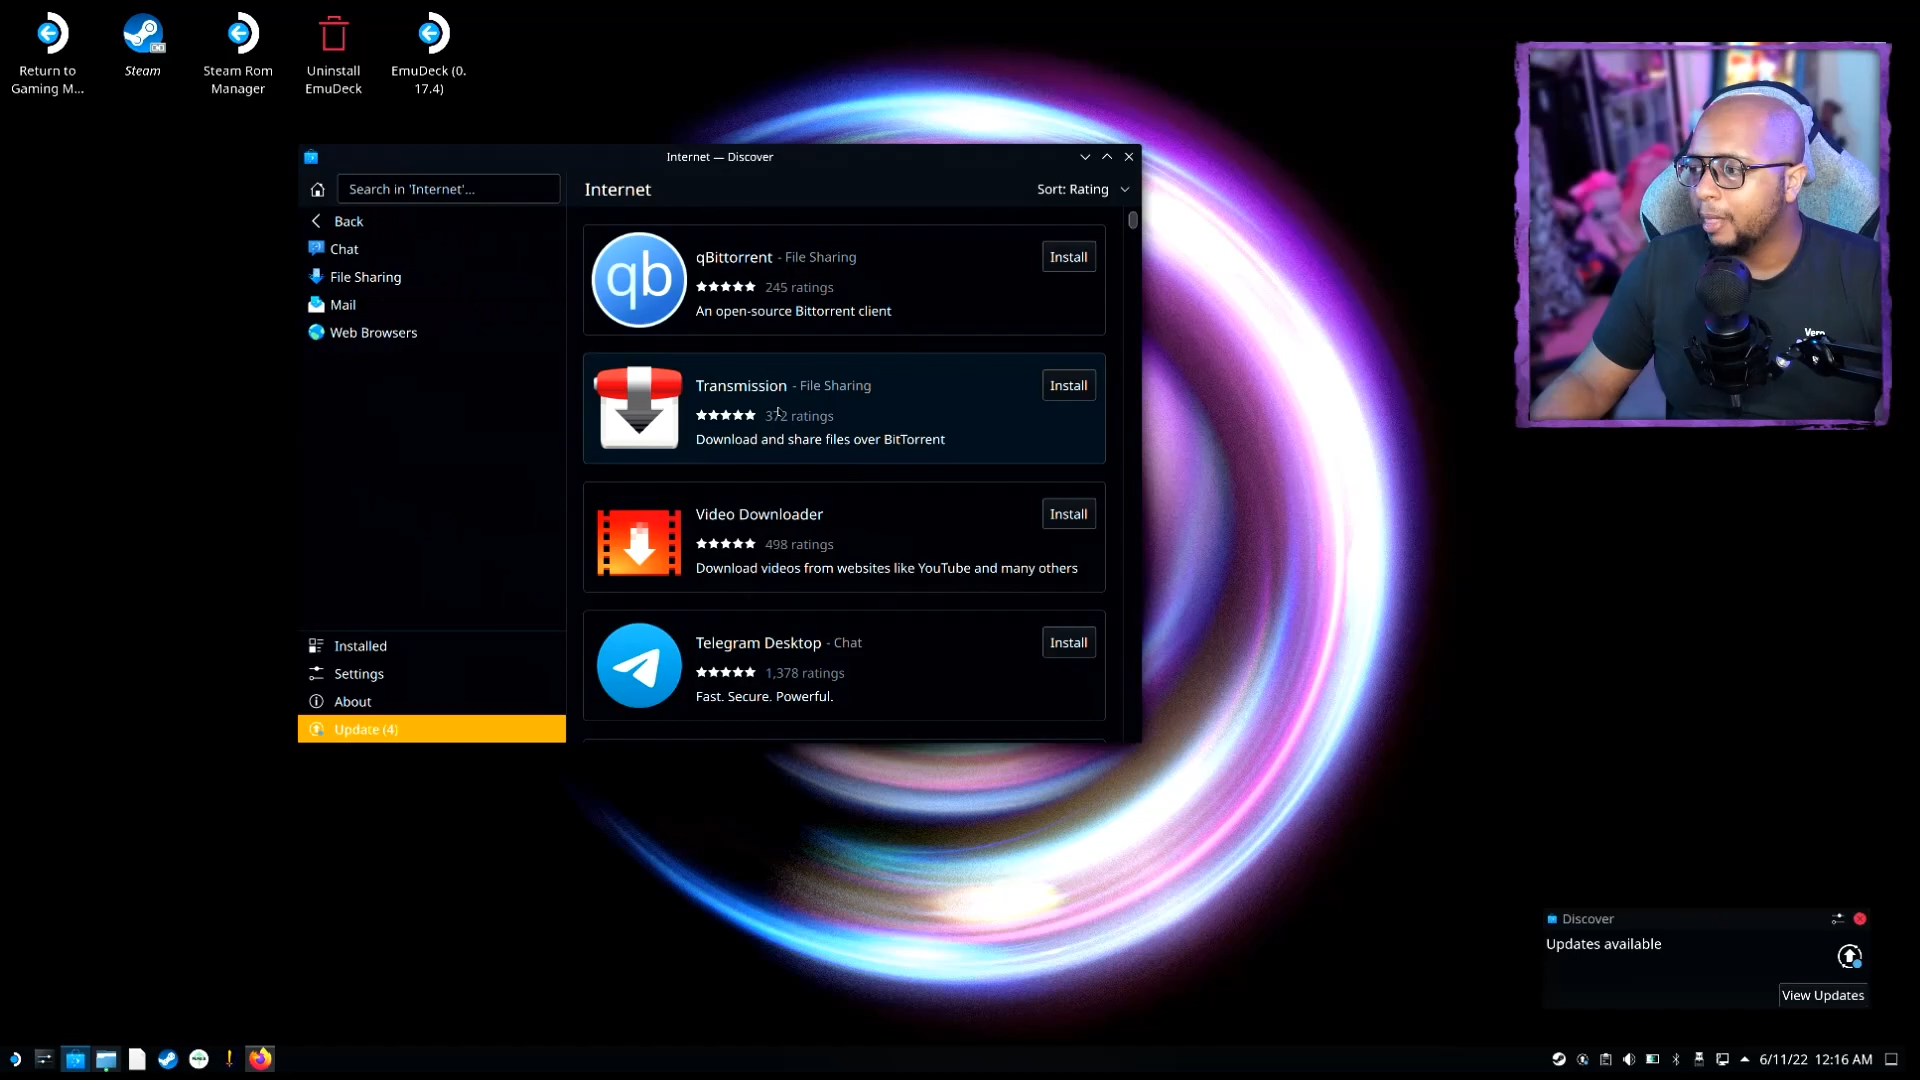 Return to
Gaming M...
Steam
Steam Rom
Manager
Uninstall
EmuDeck
EmuDeck (0.
17.4)
Internet — Discover
Search in 'Internet'...
Internet
Sort: Rating
Back
Chat
File Sharing
Mail
Web Browsers
qb
qBittorrent - File Sharing
Install
245 ratings
An open-source Bittorrent client
Transmission - File Sharing
Install
372 ratings
Download and share files over BitTorrent
Video Downloader
Install
498 ratings
Download videos from websites like YouTube and many others
Telegram Desktop - Chat
Install
1,378 ratings
Fast. Secure. Powerful.
Installed
Settings
About
Update (4)
Discover
Updates available
View Updates
6/11/22 12:16 AM